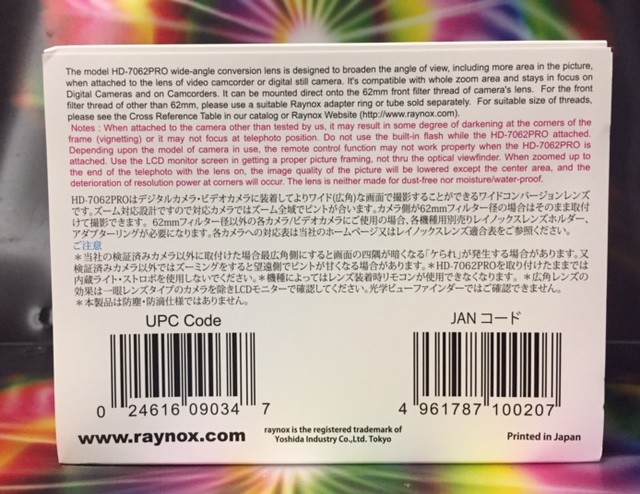 The model HD-7062PRO wide-angle conversion lens is designed to broaden the angle of view, including more area in the picture,
when attached to the lens of video camcorder or digital still camera. It's compatible with whole zoom area and stays in focus on
Digital Cameras and on Camcorders. It can be mounted direct onto the 62mm front filter thread of camera's lens. For the front
filter thread of other than 62mm, please use a suitable Raynox adapter ring or tube sold separately. For suitable size of threads,
please see the Cross Reference Table in our catalog or Raynox Website (http://www.raynox.com).
Notes : When attached to the camera other than tested by us, it may result in some degree of darkening at the corners of the
frame (vignetting) or it may not focus at telephoto position. Do not use the built-in flash while the HD-7062PRO attached.
Depending upon the model of camera in use, the remote control function may not work properly when the HD-7062PRO is
attached. Use the LCD monitor screen in getting a proper picture framing, not thru the optical viewfinder. When zoomed up to
the end of the telephoto with the lens on, the image quality of the picture will be lowered except the center area, and the
deterioration of resolution power at corners will occur. The lens is neither made for dust-free nor moisture/water-proof.
HD-7062PROはデジタルカメラ・ビデオカメラに装着してよりワイド(広角)な画面で撮影することができるワイドコンバージョンレンズ
です。ズーム対応設計ですので対応カメラではズーム全域でピントが合います。カメラ側が62mmフィルター径の場合はそのまま取付
けて撮影できます。 62mmフィルター径以外の各カメラ/ビデオカメラにご使用の場合、各機種用別売りレイノックスレンズホルダー、
アダプターリングが必要になります。各カメラへの対応表は当社のホームページ又はレイノックスレンズ適合表をご参照ください。
ご注意
＊当社の検証済みカメラ以外に取付けた場合最広角側にすると画面の四隅が暗くなる「ケラれ」が発生する場合があります。又
検証済みカメラ以外ではズーミングをすると望遠側でピントが甘くなる場合があります。＊HD-7062PROを取り付けたままでは
内蔵ライト・ストロボを使用しないでください。＊機種によってはレンズ装着時リモコンが使用できなくなります。 ＊広角レンズの
効果は一眼レンズタイプのカメラを除きLCDモニターで確認してください。光学ビューファインダーではご確認できません。
＊本製品は防塵・防滴仕様ではありません。
UPC Code
JAN コード
0 24616 09034 7
4 961787 100207
www.raynox.com
raynox is the registered trademark of
Yoshida Industry Co.,Ltd. Tokyo
Printed in Japan